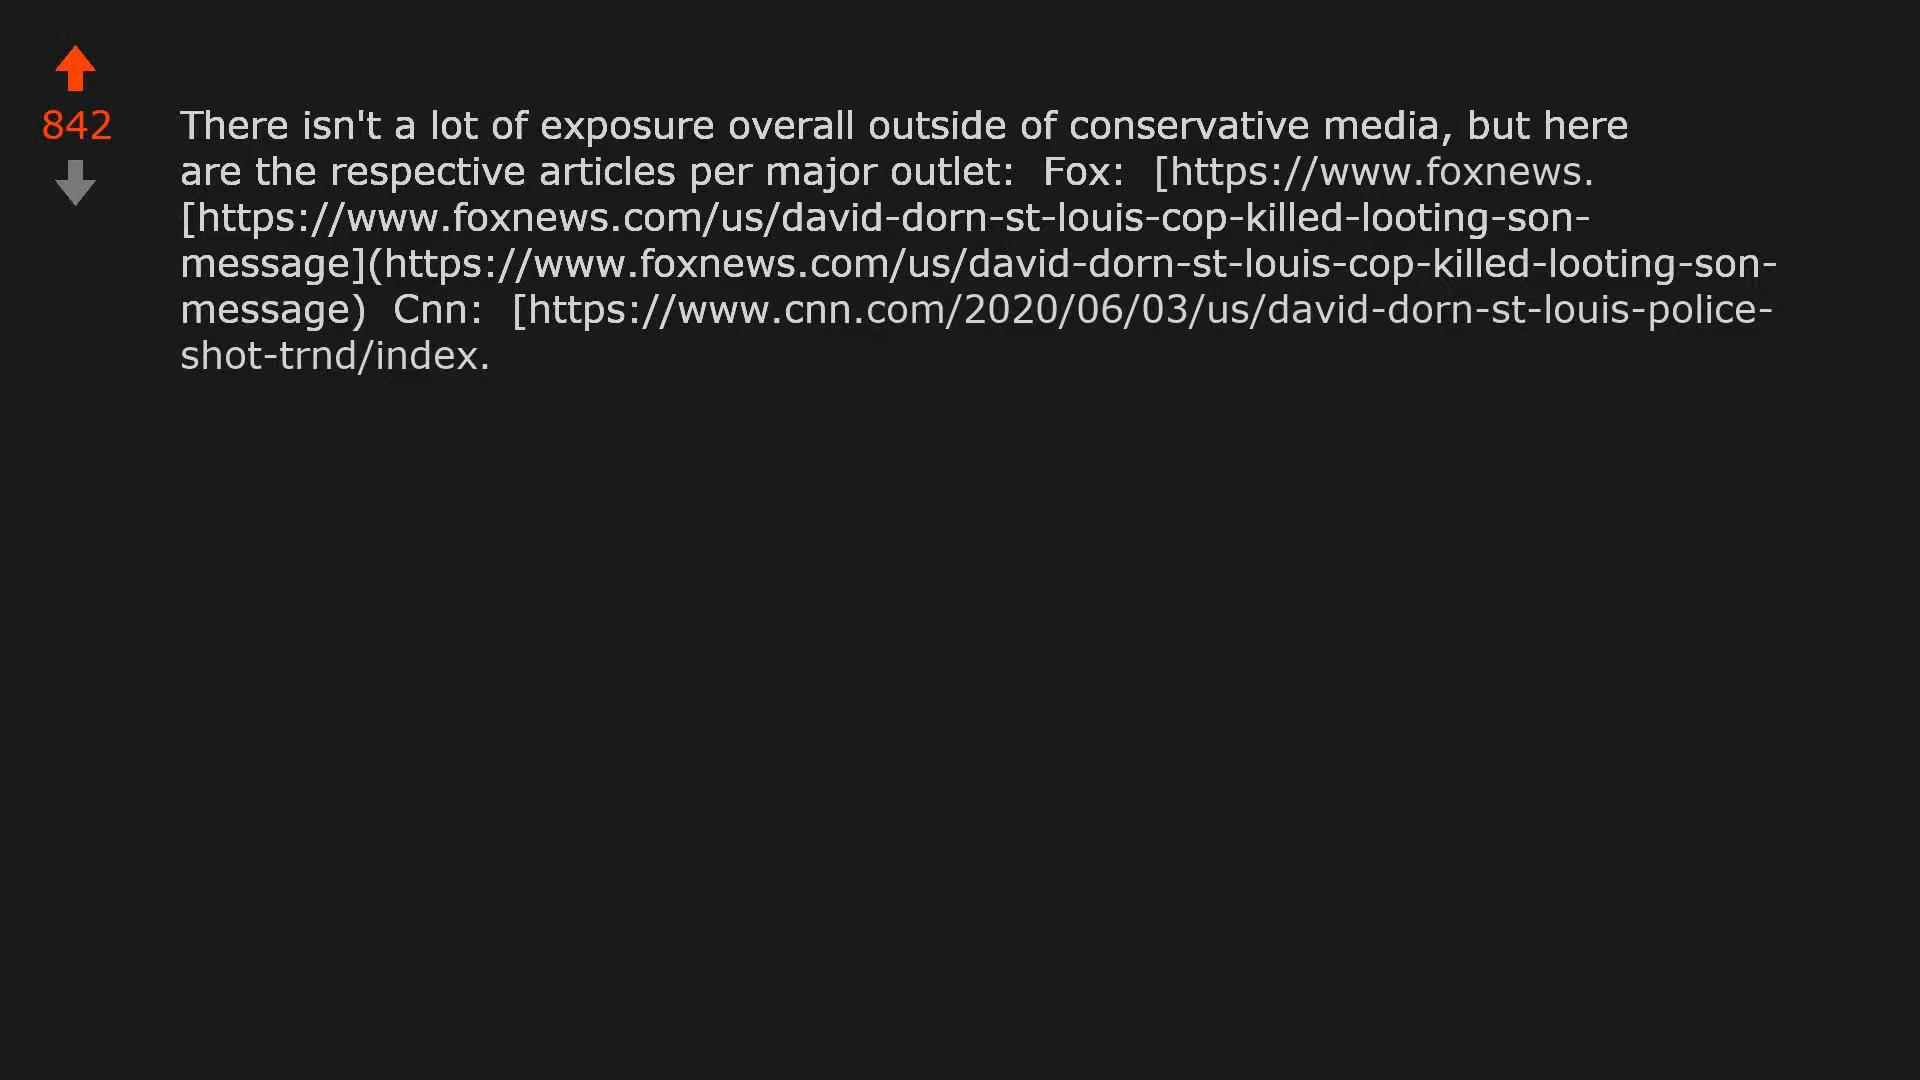 842
There isn't a lot of exposure overall outside of conservative media, but here
are the respective articles per major outlet:  Fox:  [https://www.foxnews.
[https://www.foxnews.com/us/david-dorn-st-louis-cop-killed-looting-son-
message](https://www.foxnews.com/us/david-dorn-st-louis-cop-killed-looting-son-
message)  Cnn:  [https://www.cnn.com/2020/06/03/us/david-dorn-st-louis-police-
shot-trnd/index.